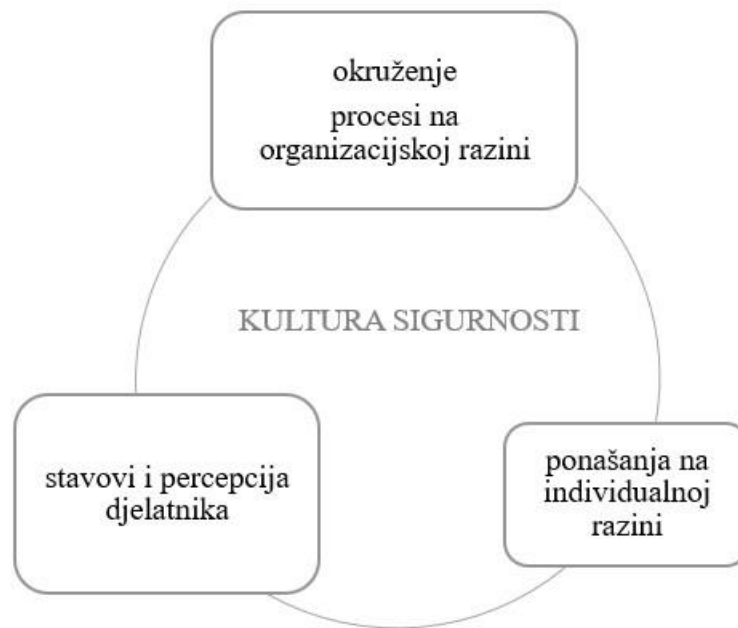 okruženje
procesi na
organizacijskoj razini
KULTURA SIGURNOSTI
stavovi i percepcija
djelatnika
ponašanja na
individualnoj
razini